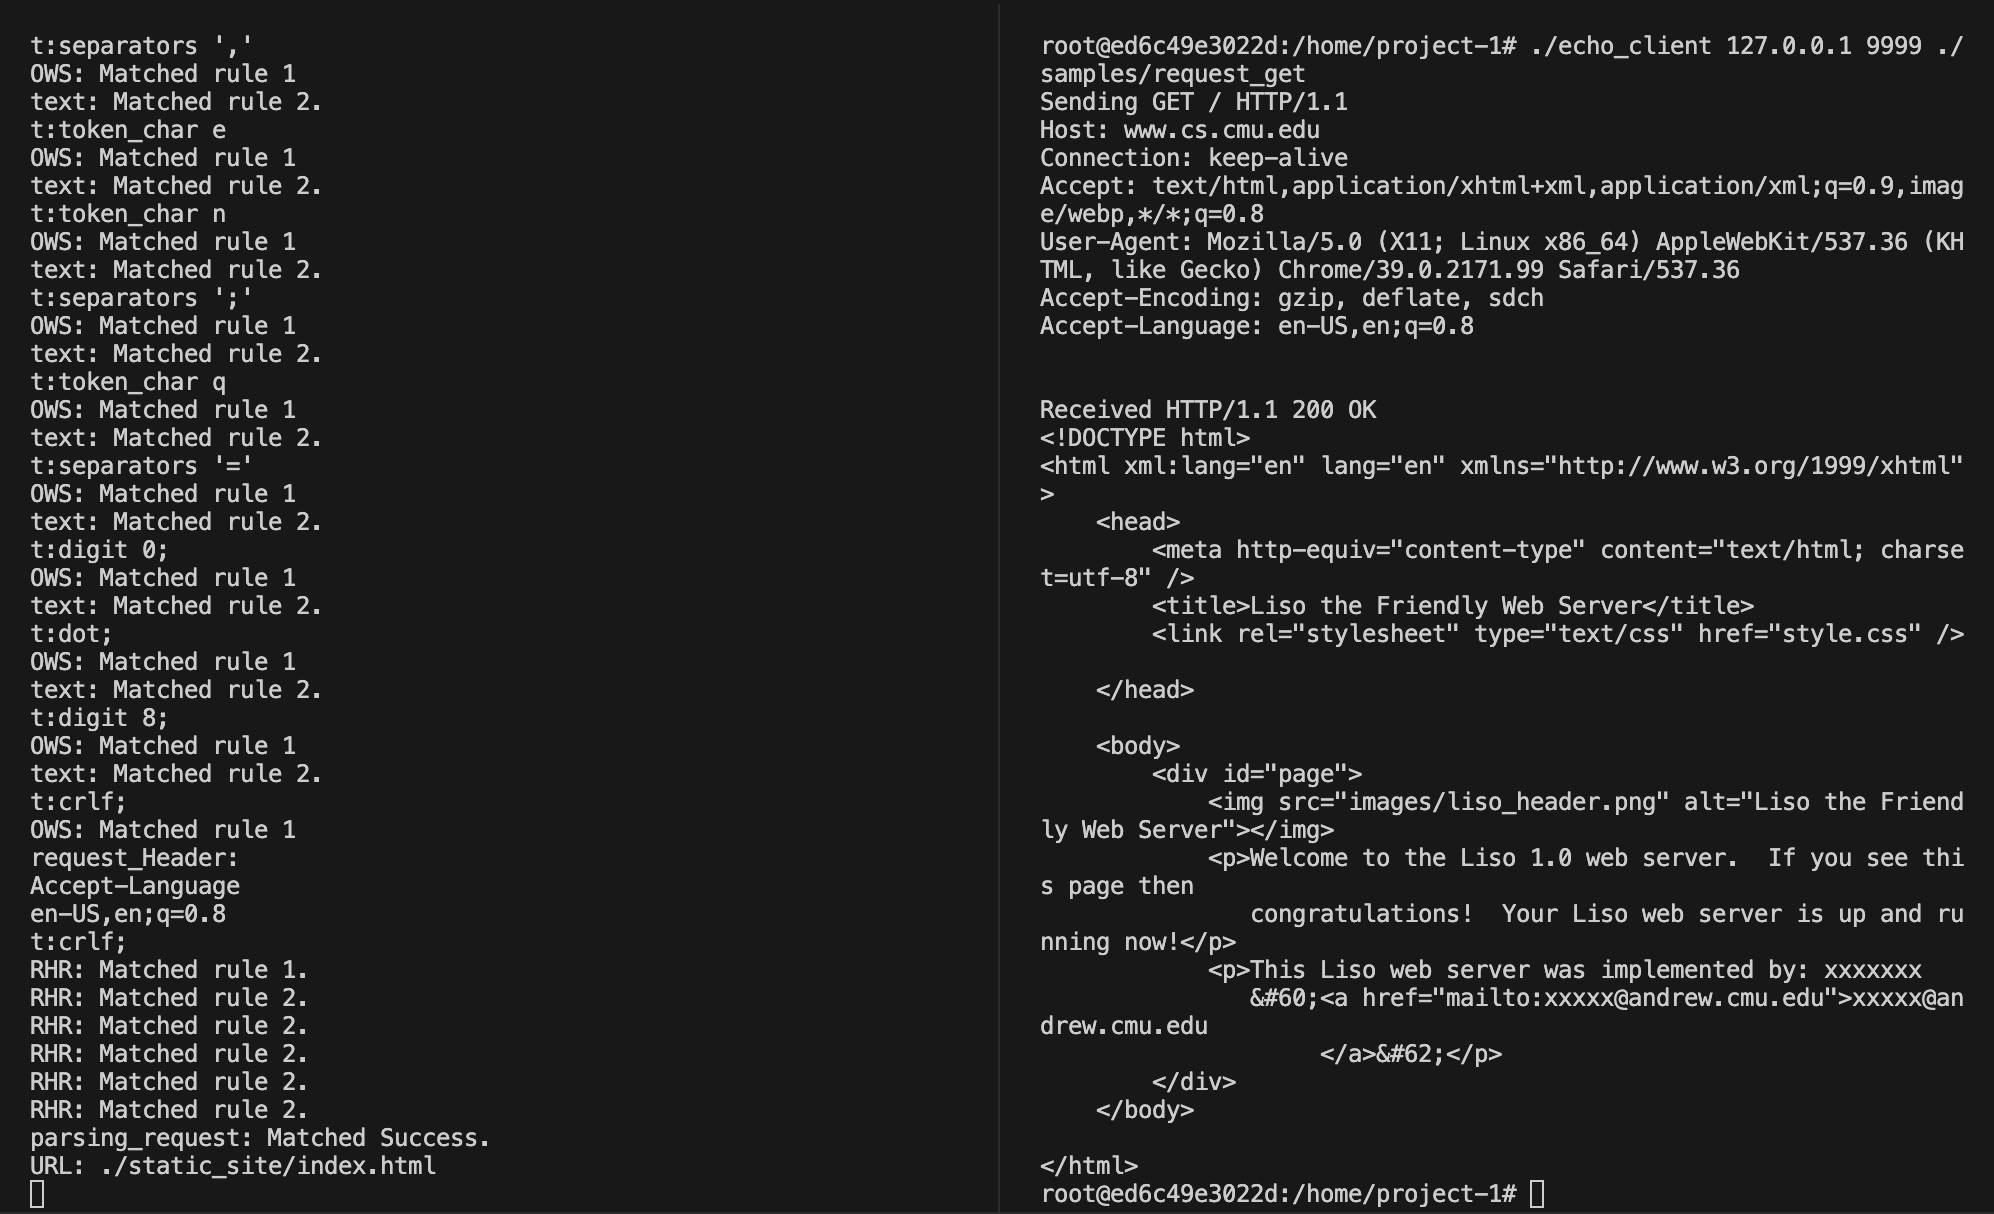 t:separators ','
OWS: Matched rule 1
text: Matched rule 2.
t:token_char e
OWS: Matched rule 1
text: Matched rule 2.
t:token_char n
OWS: Matched rule 1
text: Matched rule 2.
t:separators ';'
OWS: Matched rule 1
text: Matched rule 2.
t:token_char q
OWS: Matched rule 1
text: Matched rule 2.
t:separators '='
OWS: Matched rule 1
text: Matched rule 2.
t:digit 0;
OWS: Matched rule 1
text: Matched rule 2.
t:dot;
OWS: Matched rule 1
text: Matched rule 2.
t:digit 8;
OWS: Matched rule 1
text: Matched rule 2.
t:crlf;
OWS: Matched rule 1
request_Header:
Accept-Language
en-US,en;q=0.8
t:crlf;
RHR: Matched rule 1.
RHR: Matched rule 2.
RHR: Matched rule 2.
RHR: Matched rule 2.
RHR: Matched rule 2.
RHR: Matched rule 2.
parsing_request: Matched Success.
URL: ./static_site/index.html
root@ed6c49e3022d:/home/project-1# ./echo_client 127.0.0.1 9999 ./
samples/request_get
Sending GET / HTTP/1.1
Host: www.cs.cmu.edu
Connection: keep-alive
Accept: text/html,application/xhtml+xml,application/xml;q=0.9,imag
e/webp,*/*;q=0.8
User-Agent: Mozilla/5.0 (X11; Linux x86_64) AppleWebKit/537.36 (KH
TML, like Gecko) Chrome/39.0.2171.99 Safari/537.36
Accept-Encoding: gzip, deflate, sdch
Accept-Language: en-US,en;q=0.8
Received HTTP/1.1 200 OK
<!DOCTYPE html>
<html xml:lang="en" lang="en" xmlns="http://www.w3.org/1999/xhtml"
>
    <head>
        <meta http-equiv="content-type" content="text/html; charse
t=utf-8" />
        <title>Liso the Friendly Web Server</title>
        <link rel="stylesheet" type="text/css" href="style.css" />
    </head>
    <body>
        <div id="page">
            <img src="images/liso_header.png" alt="Liso the Friend
ly Web Server"></img>
            <p>Welcome to the Liso 1.0 web server.  If you see thi
s page then
               congratulations!  Your Liso web server is up and ru
nning now!</p>
            <p>This Liso web server was implemented by: xxxxxxx
               &#60;<a href="mailto:xxxxx@andrew.cmu.edu">xxxxx@an
drew.cmu.edu
                    </a>&#62;</p>
        </div>
    </body>
</html>
root@ed6c49e3022d:/home/project-1#